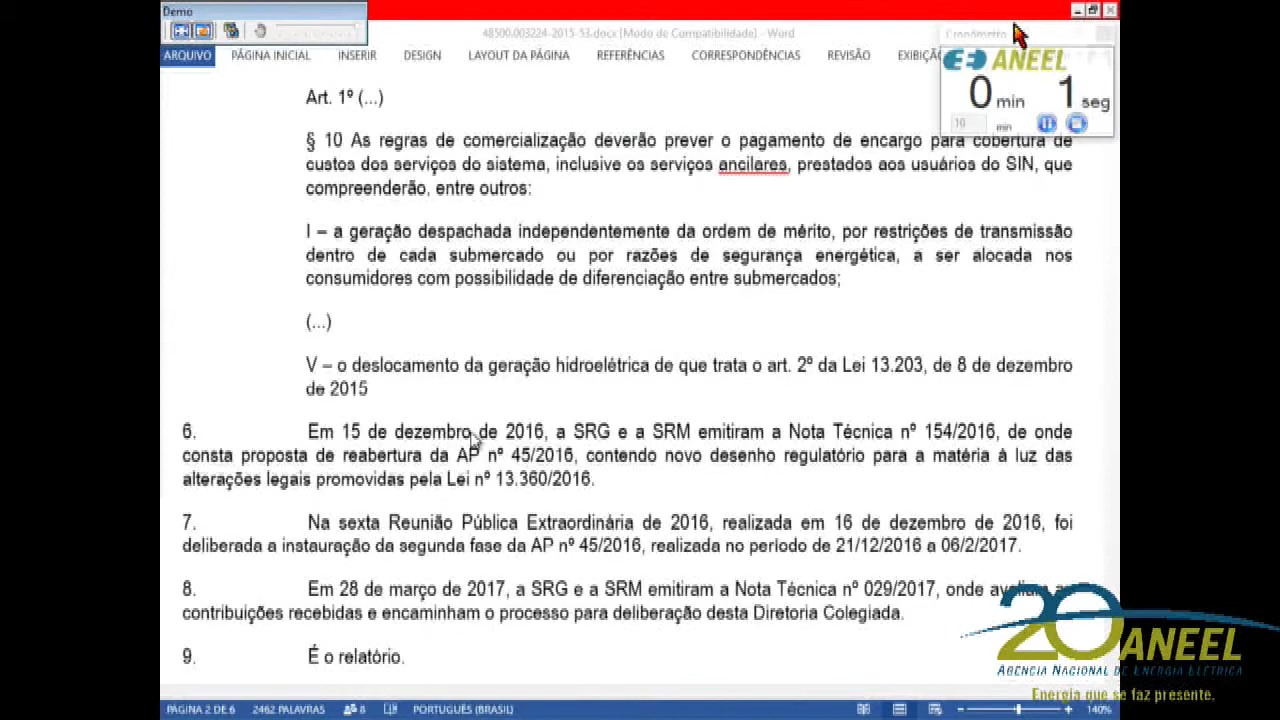 Demo
48500.003224-2015-53.docx [Modo de Compatibilidade] - Word
Cronômetro
ARQUIVO PÁGINA INICIAL INSERIR DESIGN LAYOUT DA PÁGINA REFERÊNCIAS CORRESPONDÊNCIAS REVISÃO EXIBIÇÃ
ANEEL
0 min 1 seg
10 min
Art. 1º (...)
§ 10 As regras de comercialização deverão prever o pagamento de encargo para cobertura de
custos dos serviços do sistema, inclusive os serviços ancilares, prestados aos usuários do SIN, que
compreenderão, entre outros:
I – a geração despachada independentemente da ordem de mérito, por restrições de transmissão
dentro de cada submercado ou por razões de segurança energética, a ser alocada nos
consumidores com possibilidade de diferenciação entre submercados;
(...)
V – o deslocamento da geração hidroelétrica de que trata o art. 2º da Lei 13.203, de 8 de dezembro
de 2015
6. Em 15 de dezembro de 2016, a SRG e a SRM emitiram a Nota Técnica nº 154/2016, de onde
consta proposta de reabertura da AP nº 45/2016, contendo novo desenho regulatório para a matéria à luz das
alterações legais promovidas pela Lei nº 13.360/2016.
7. Na sexta Reunião Pública Extraordinária de 2016, realizada em 16 de dezembro de 2016, foi
deliberada a instauração da segunda fase da AP nº 45/2016, realizada no período de 21/12/2016 a 06/2/2017.
8. Em 28 de março de 2017, a SRG e a SRM emitiram a Nota Técnica nº 029/2017, onde
contribuições recebidas e encaminham o processo para deliberação desta Diretoria Colegiada.
9. É o relatório.
20 ANEEL
AGÊNCIA NACIONAL DE ENERGIA ELÉTRICA
Energia que se faz presente.
PÁGINA 2 DE 6 2462 PALAVRAS 8 PORTUGUÊS (BRASIL) 140%